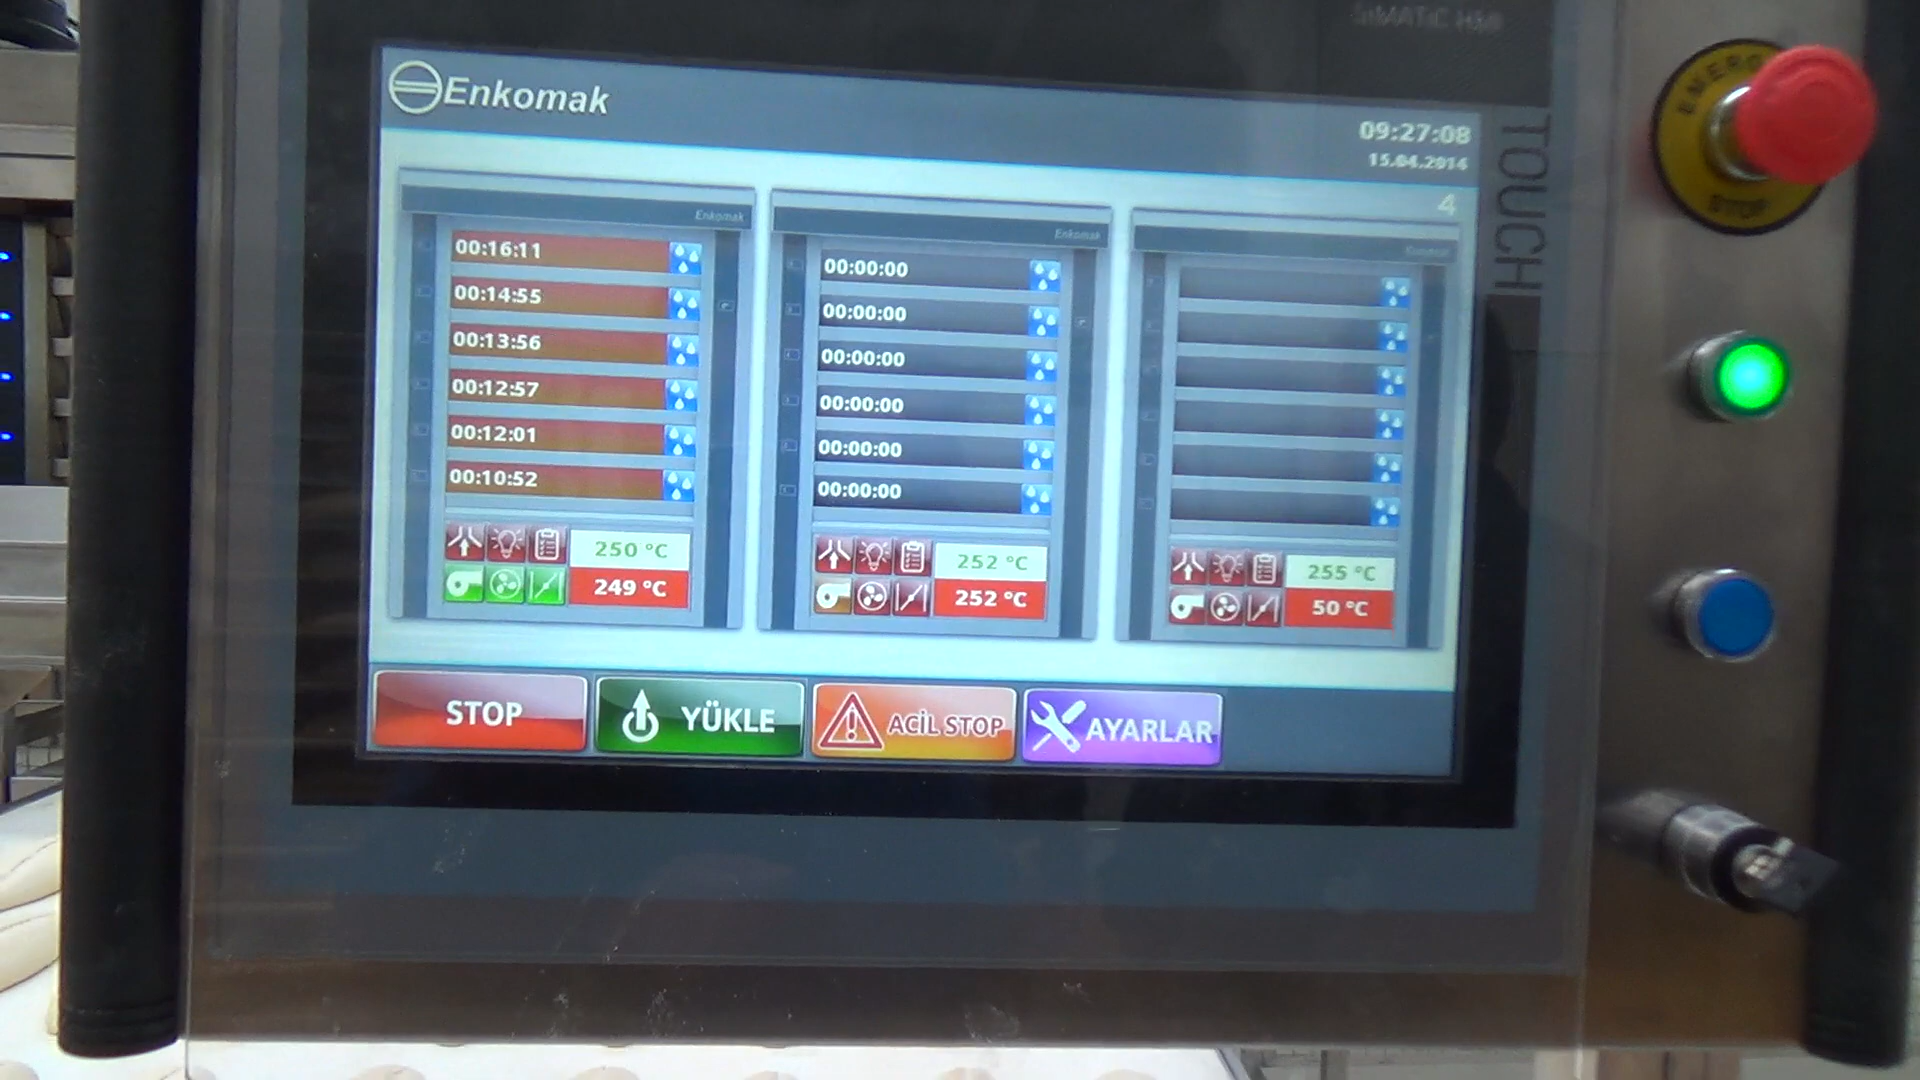 Enkomak
09:27:08
15.04.2014
4
Enkomak
00:16:11
00:14:55
00:13:56
00:12:57
00:12:01
00:10:52
250 °C
249 °C
Enkomak
00:00:00
00:00:00
00:00:00
00:00:00
00:00:00
00:00:00
252 °C
252 °C
255 °C
50 °C
STOP
YÜKLE
ACİL STOP
AYARLAR
TOUCH
STOP